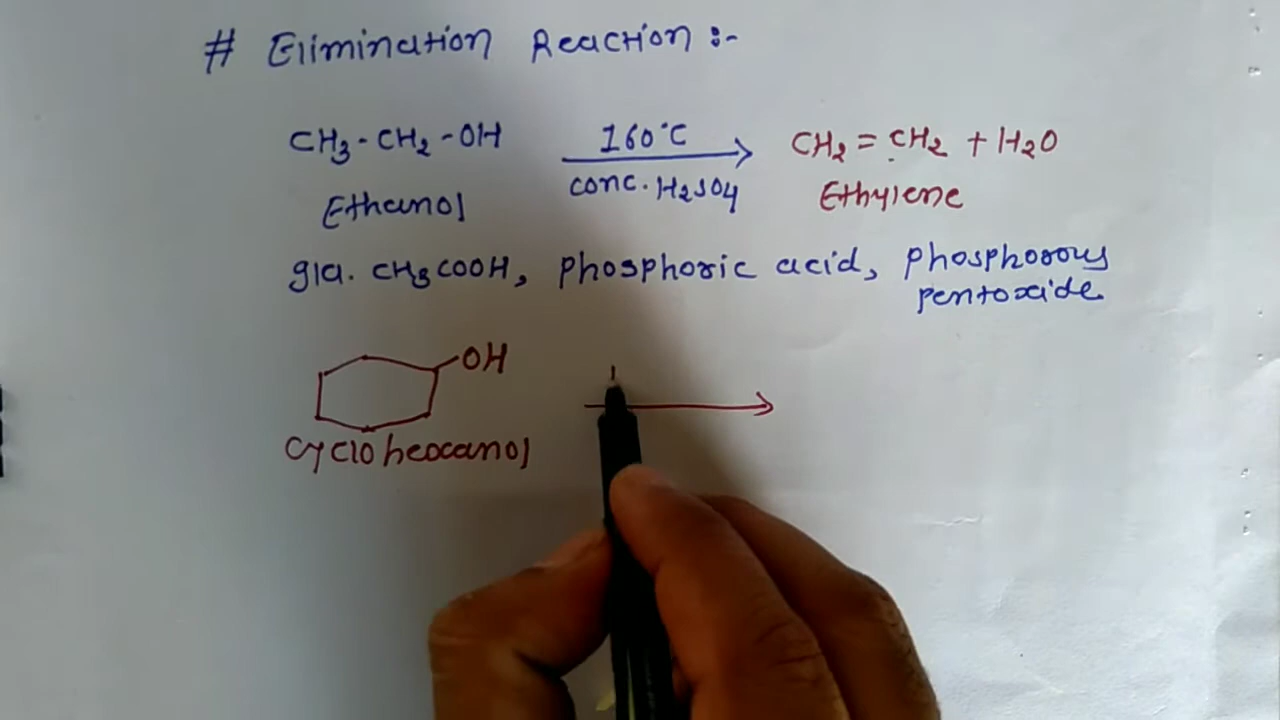 # Elimination Reaction :-
CH3 - CH2 - OH 160°C CH2 = CH2 + H2O
conc. H2SO4
Ethanol Ethylene
gla. CH3COOH, phosphoric acid, phosphorous
pentoxide
OH
Cyclohexanol